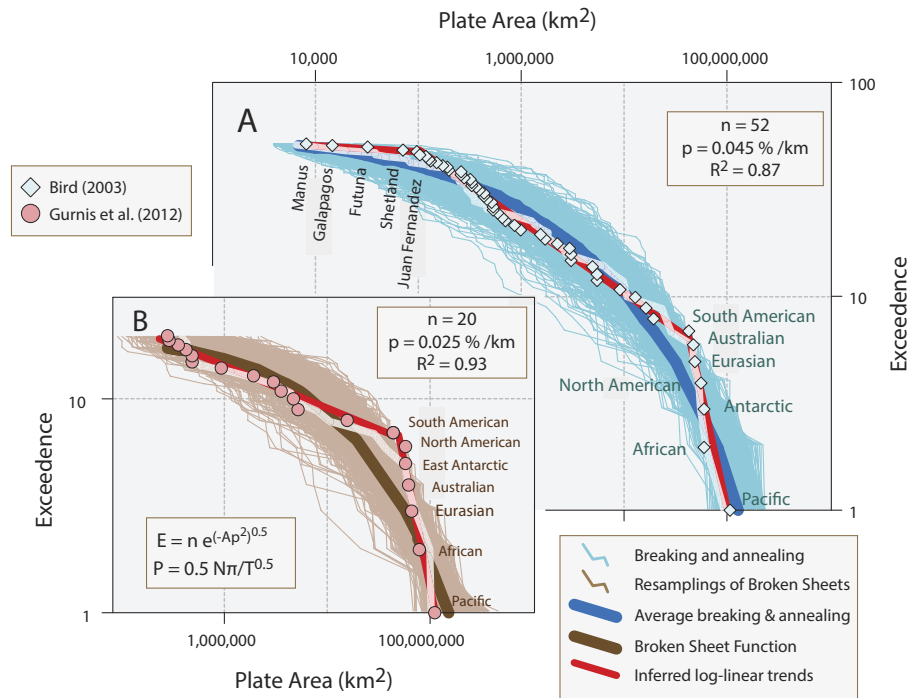 Plate Area (km2)
10,000
1,000,000
100,000,000
100
A
n = 52
p = 0.045 % /km
R2 = 0.87
Bird (2003)
Gurnis et al. (2012)
Manus
Galapagos
Futuna
Shetland
Juan Fernandez
10
Exceedence
South American
Australian
Eurasian
North American
Antarctic
African
Pacific
1
B
n = 20
p = 0.025 % /km
R2 = 0.93
10
Exceedence
South American
North American
East Antarctic
Australian
Eurasian
African
Pacific
E = n e(-Ap2)0.5
P = 0.5 Nπ/T0.5
1
1,000,000
100,000,000
Plate Area (km2)
Breaking and annealing
Resamplings of Broken Sheets
Average breaking & annealing
Broken Sheet Function
Inferred log-linear trends